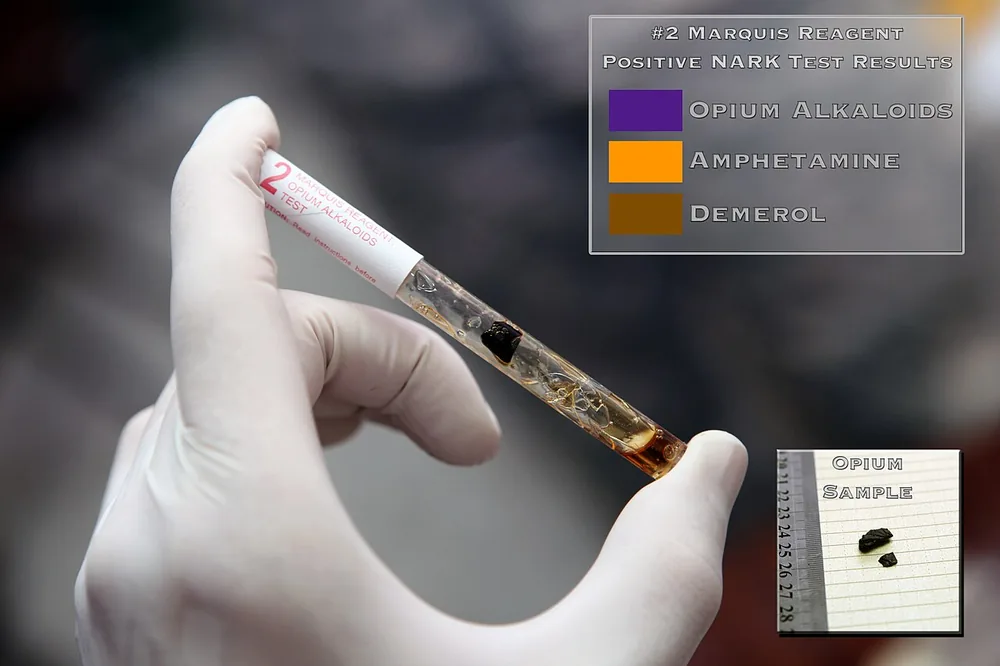 #2 Marquis Reagent
Positive NARK Test Results
Opium Alkaloids
Amphetamine
Demerol
2 MARQUIS REAGENT
OPIUM ALKALOIDS
TEST
Read instructions before
Opium
Sample
21 22 23 24 25 26 27 28